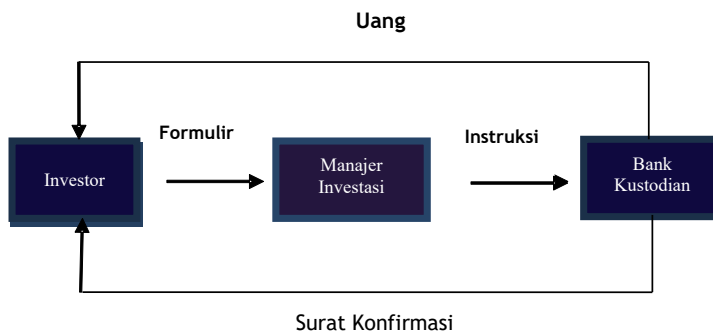 Uang
Formulir
Instruksi
Investor
Manajer
Investasi
Bank
Kustodian
Surat Konfirmasi